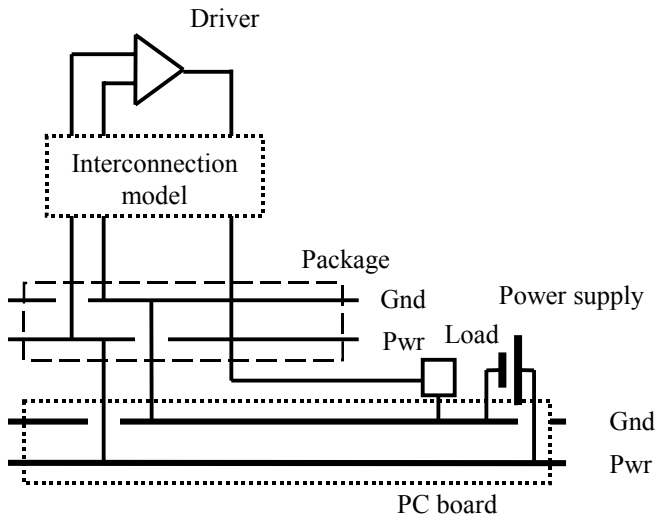 Driver
Interconnection
model
Package
Gnd
Power supply
Pwr
Load
Gnd
Pwr
PC board